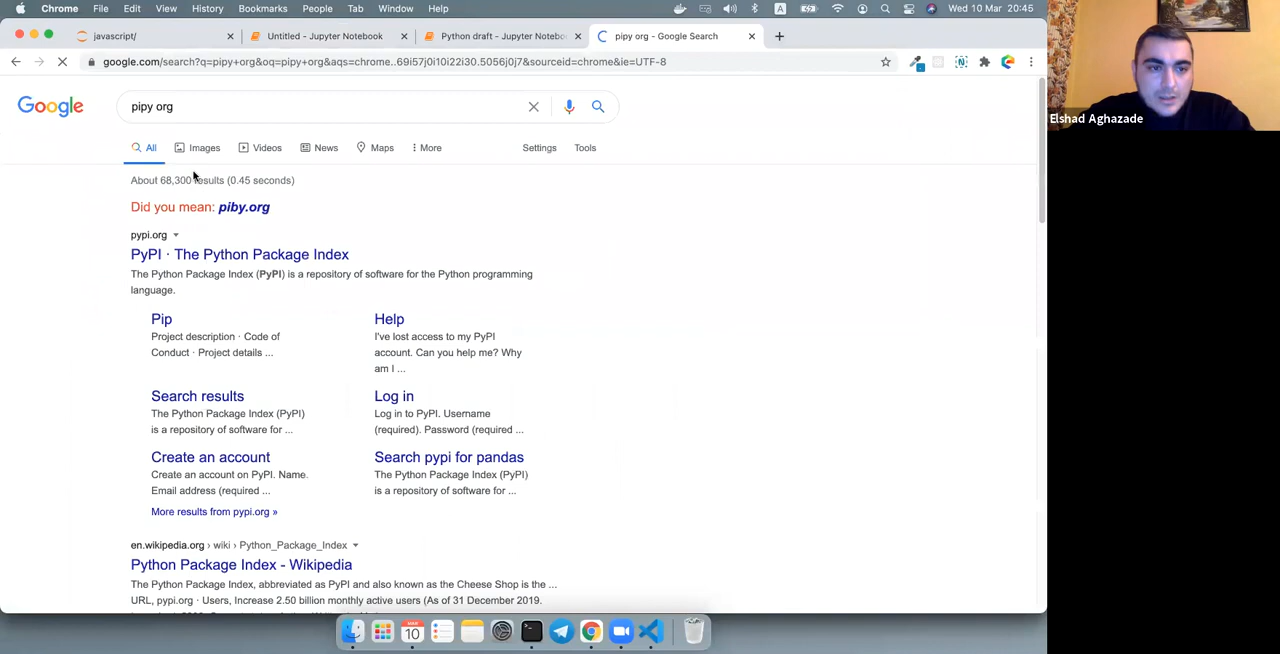 Chrome File Edit View History Bookmarks People Tab Window Help Wed 10 Mar 20:45
javascript/ Untitled - Jupyter Notebook Python draft - Jupyter Noteboo pipy org - Google Search
google.com/search?q=pipy+org&oq=pipy+org&aqs=chrome..69i57j0i10i22i30.5056j0j7&sourceid=chrome&ie=UTF-8
Google pipy org
All Images Videos News Maps More Settings Tools
About 68,300 results (0.45 seconds)
Did you mean: piby.org
pypi.org
PyPI · The Python Package Index
The Python Package Index (PyPI) is a repository of software for the Python programming
language.
Pip
Project description · Code of
Conduct · Project details ...
Help
I've lost access to my PyPI
account. Can you help me? Why
am I ...
Search results
The Python Package Index (PyPI)
is a repository of software for ...
Log in
Log in to PyPI. Username
(required). Password (required ...
Create an account
Create an account on PyPI. Name.
Email address (required ...
Search pypi for pandas
The Python Package Index (PyPI)
is a repository of software for ...
More results from pypi.org »
en.wikipedia.org › wiki › Python_Package_Index
Python Package Index - Wikipedia
The Python Package Index, abbreviated as PyPI and also known as the Cheese Shop is the ...
URL, pypi.org · Users, Increase 2.50 billion monthly active users (As of 31 December 2019.
Elshad Aghazade
MAR
10